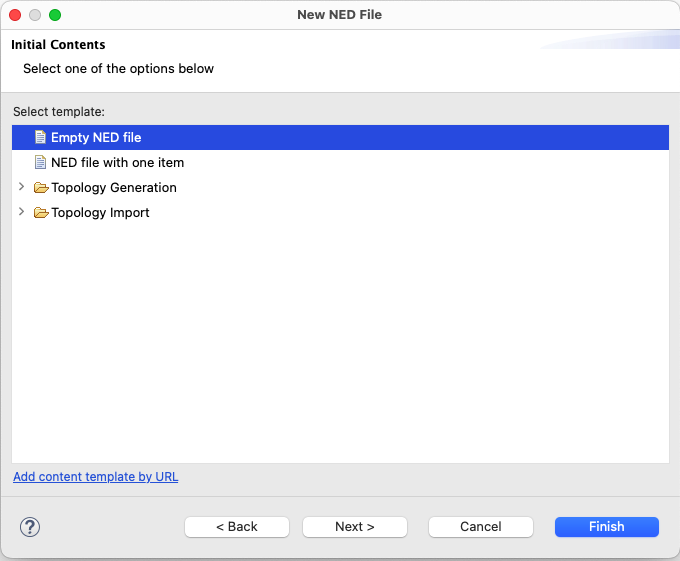 New NED File
Initial Contents
Select one of the options below
Select template:
Empty NED file
NED file with one item
Topology Generation
Topology Import
Add content template by URL
? < Back Next > Cancel Finish